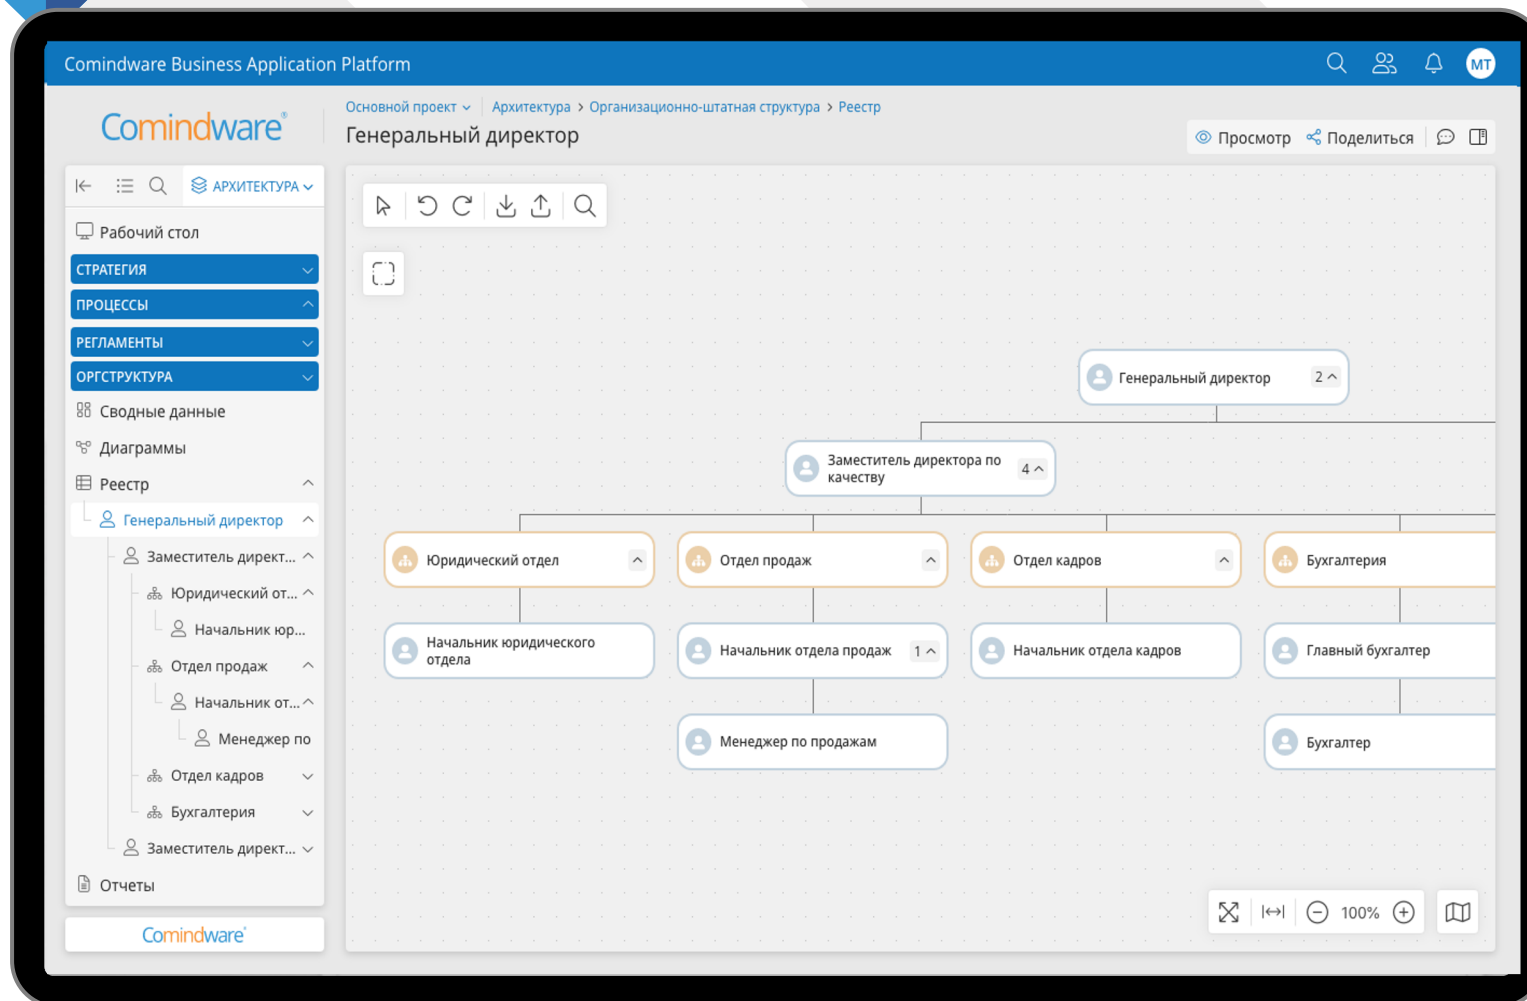 Comindware Business Application Platform
MT
Comindware®
Основной проект
Архитектура > Организационно-штатная структура > Реестр
Генеральный директор
Просмотр
Поделиться
АРХИТЕКТУРА
Рабочий стол
СТРАТЕГИЯ
ПРОЦЕССЫ
РЕГЛАМЕНТЫ
ОРГСТРУКТУРА
Сводные данные
Диаграммы
Реестр
Генеральный директор
Заместитель директ...
Юридический от...
Начальник юр...
Отдел продаж
Начальник от...
Менеджер по
Отдел кадров
Бухгалтерия
Заместитель директ...
Отчеты
Comindware®
Генеральный директор 2
Заместитель директора по
качеству
4
Юридический отдел
Отдел продаж
Отдел кадров
Бухгалтерия
Начальник юридического
отдела
Начальник отдела продаж 1
Начальник отдела кадров
Главный бухгалтер
Менеджер по продажам
Бухгалтер
100%